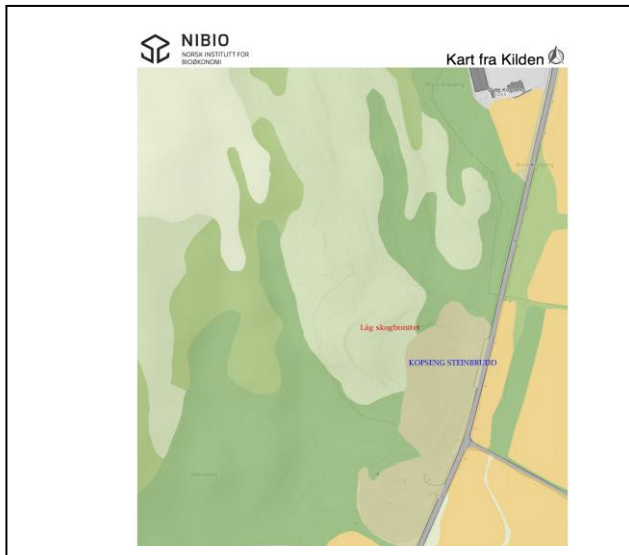 NIBIO
NORSK INSTITUTT FOR
BIOØKONOMI
Kart fra Kilden
Låg skogbonitet
KOPSENG STEINBRUDD